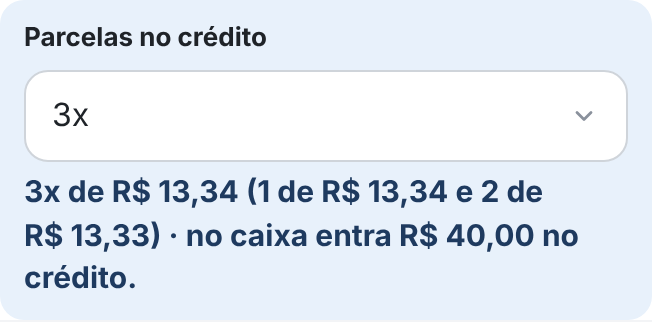 Parcelas no crédito
3x
3x de R$ 13,34 (1 de R$ 13,34 e 2 de
R$ 13,33) · no caixa entra R$ 40,00 no
crédito.